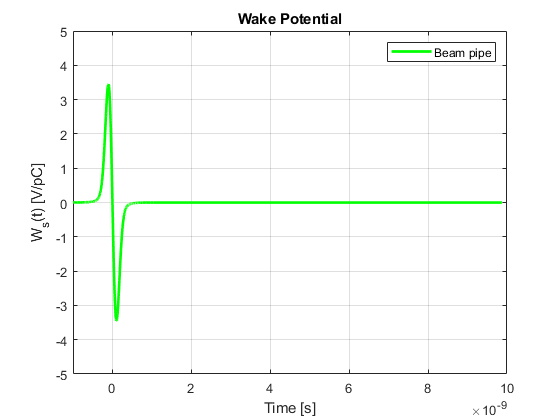 Wake Potential
Beam pipe
5
4
3
2
1
0
-1
-2
-3
-4
-5
W_s(t) [V/pC]
0 2 4 6 8 10
Time [s]
×10^-9